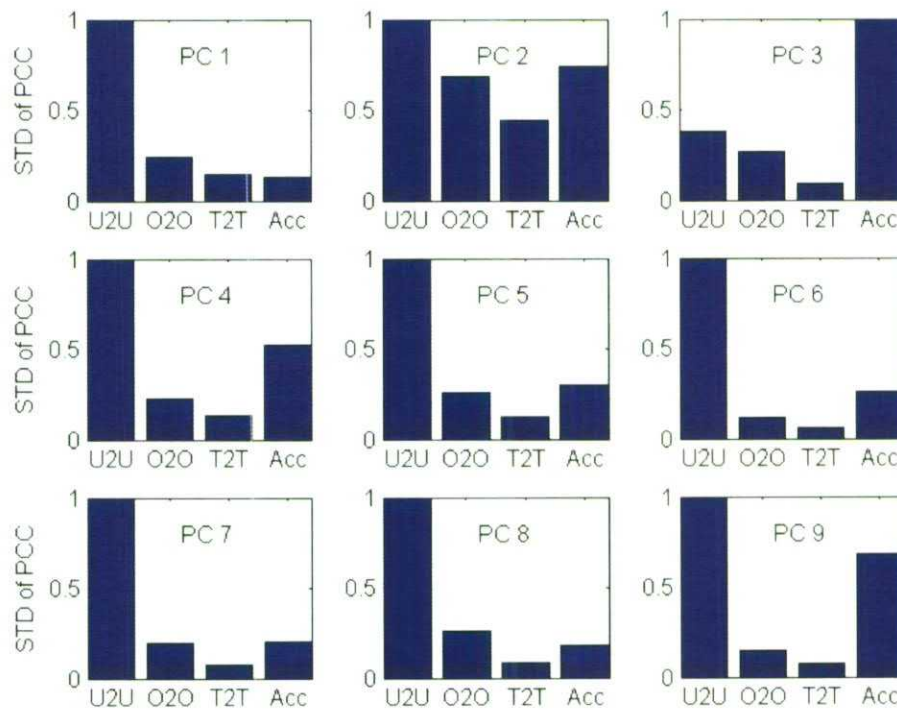 STD of PCC
1
0.5
0
PC 1
U2U O2O T2T Acc
1
0.5
0
PC 2
U2U O2O T2T Acc
1
0.5
0
PC 3
U2U O2O T2T Acc
STD of PCC
1
0.5
0
PC 4
U2U O2O T2T Acc
1
0.5
0
PC 5
U2U O2O T2T Acc
1
0.5
0
PC 6
U2U O2O T2T Acc
STD of PCC
1
0.5
0
PC 7
U2U O2O T2T Acc
1
0.5
0
PC 8
U2U O2O T2T Acc
1
0.5
0
PC 9
U2U O2O T2T Acc